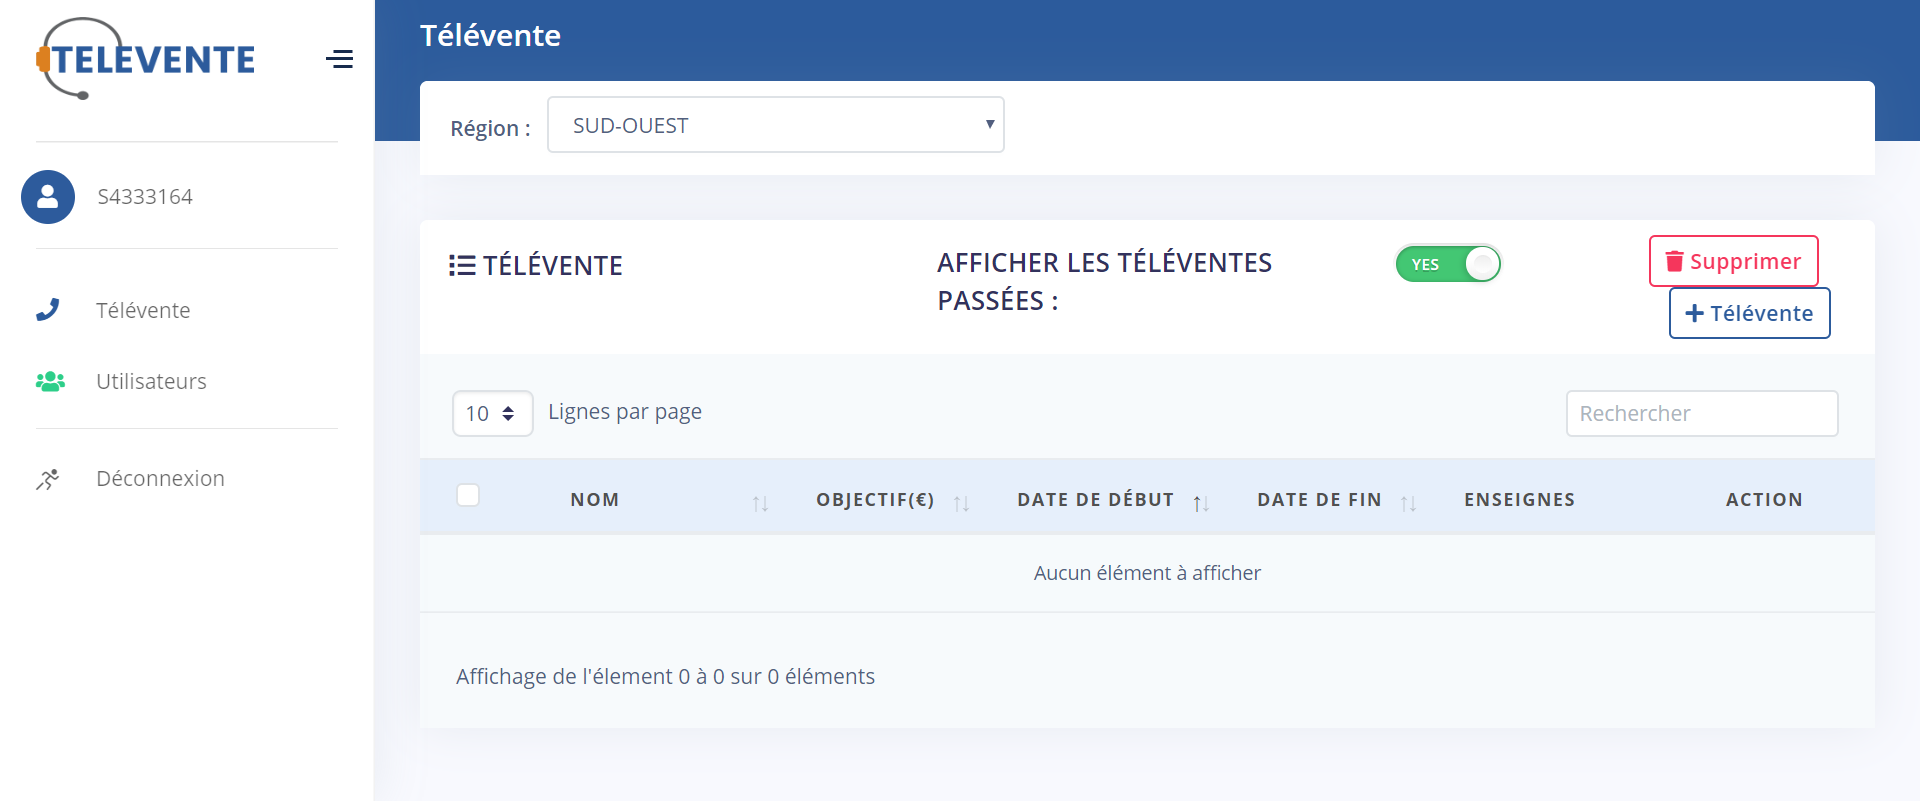 TELEVENTE
S4333164
Télévente
Utilisateurs
Déconnexion
Télévente
Région :
SUD-OUEST
TÉLÉVENTE
AFFICHER LES TÉLÉVENTES
PASSÉES :
YES
Supprimer
Télévente
10
Lignes par page
Rechercher
NOM OBJECTIF(€) DATE DE DÉBUT DATE DE FIN ENSEIGNES ACTION
Aucun élément à afficher
Affichage de l'élement 0 à 0 sur 0 éléments